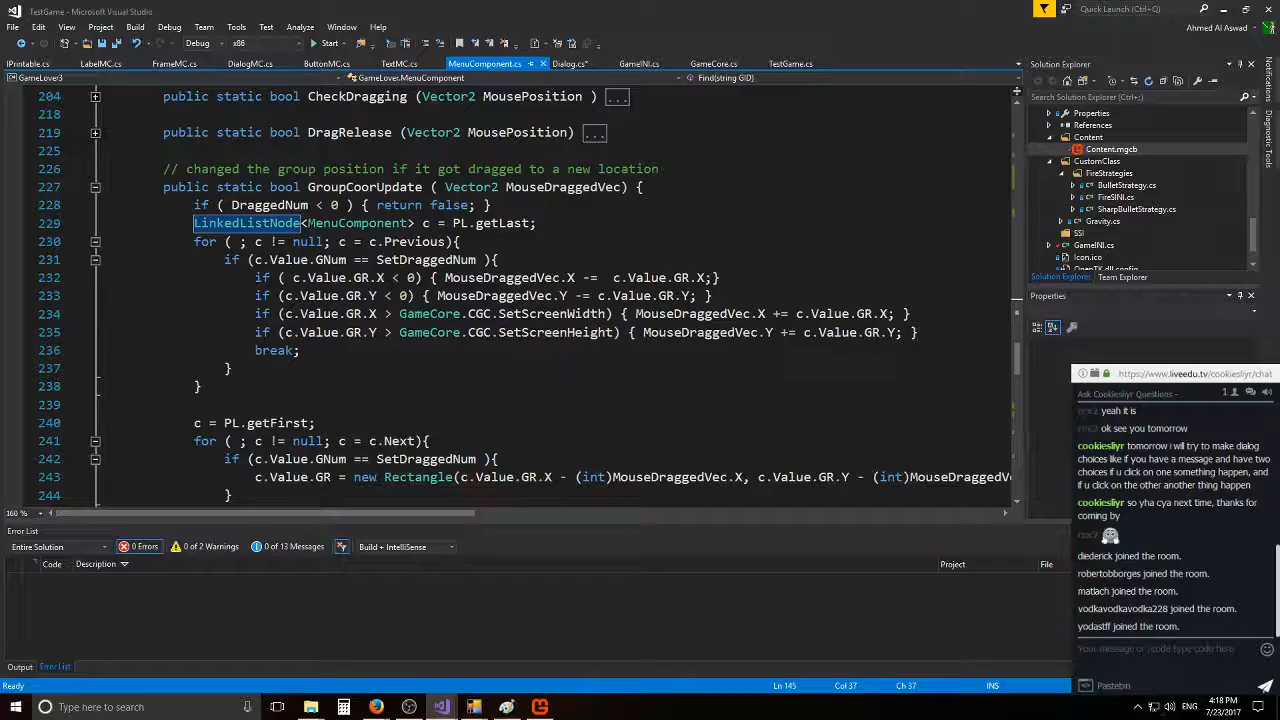 TestGame - Microsoft Visual Studio
Quick Launch (Ctrl+Q)
File Edit View Project Build Debug Team Tools Architecture Test Analyze Window Help
Ahmed Al Aswad
Debug x86 Start
IPrintable.cs LabelMC.cs FrameMC.cs DialogMC.cs ButtonMC.cs TextMC.cs MenuComponent.cs Dialog.cs* GameINI.cs GameCore.cs TestGame.cs
GameLover3 GameLover.MenuComponent Find(string GID)
204 public static bool CheckDragging (Vector2 MousePosition ) ...
218
219 public static bool DragRelease (Vector2 MousePosition) ...
225
226 // changed the group position if it got dragged to a new location
227 public static bool GroupCoorUpdate ( Vector2 MouseDraggedVec) {
228 if ( DraggedNum < 0 ) { return false; }
229 LinkedListNode<MenuComponent> c = PL.getLast;
230 for ( ; c != null; c = c.Previous){
231 if (c.Value.GNum == SetDraggedNum ){
232 if ( c.Value.GR.X < 0) { MouseDraggedVec.X -= c.Value.GR.X;}
233 if (c.Value.GR.Y < 0) { MouseDraggedVec.Y -= c.Value.GR.Y; }
234 if (c.Value.GR.X > GameCore.CGC.SetScreenWidth) { MouseDraggedVec.X += c.Value.GR.X; }
235 if (c.Value.GR.Y > GameCore.CGC.SetScreenHeight) { MouseDraggedVec.Y += c.Value.GR.Y; }
236 break;
237 }
238 }
239
240 c = PL.getFirst;
241 for ( ; c != null; c = c.Next){
242 if (c.Value.GNum == SetDraggedNum ){
243 c.Value.GR = new Rectangle(c.Value.GR.X - (int)MouseDraggedVec.X, c.Value.GR.Y - (int)MouseDraggedV
244 }
160 %
Solution Explorer
Search Solution Explorer (Ctrl+;)
Properties
References
Content
Content.mgcb
CustomClass
FireStrategies
BulletStrategy.cs
FireSINI.cs
SharpBulletStrategy.cs
Gravity.cs
SSI
GameINI.cs
Icon.ico
OpenTK.dll.config
Solution Explorer Team Explorer
Properties
Notifications
Diagnostic Tools
Error List
Entire Solution 0 Errors 0 of 2 Warnings 0 of 13 Messages Build + IntelliSense
Code Description Project File
Output Error List
Ready Ln 145 Col 37 Ch 37 INS
https://www.liveedu.tv/cookiesliyr/chat
Ask Cookiesliyr Questions - 1
yeah it is
ok see you tomorrow
cookiesliyr tomorrow i will try to make dialog
choices like if you have a message and have two
choices if u click on one something happen, and
if u click on the other another thing happen
cookiesliyr so yha cya next time, thanks for
coming by
diederick joined the room.
robertobborges joined the room.
matlach joined the room.
vodkavodkavodka228 joined the room.
yodastff joined the room.
Your message or /code type code here
Pastebin
Type here to search
ENG
4:18 PM
7/23/2017